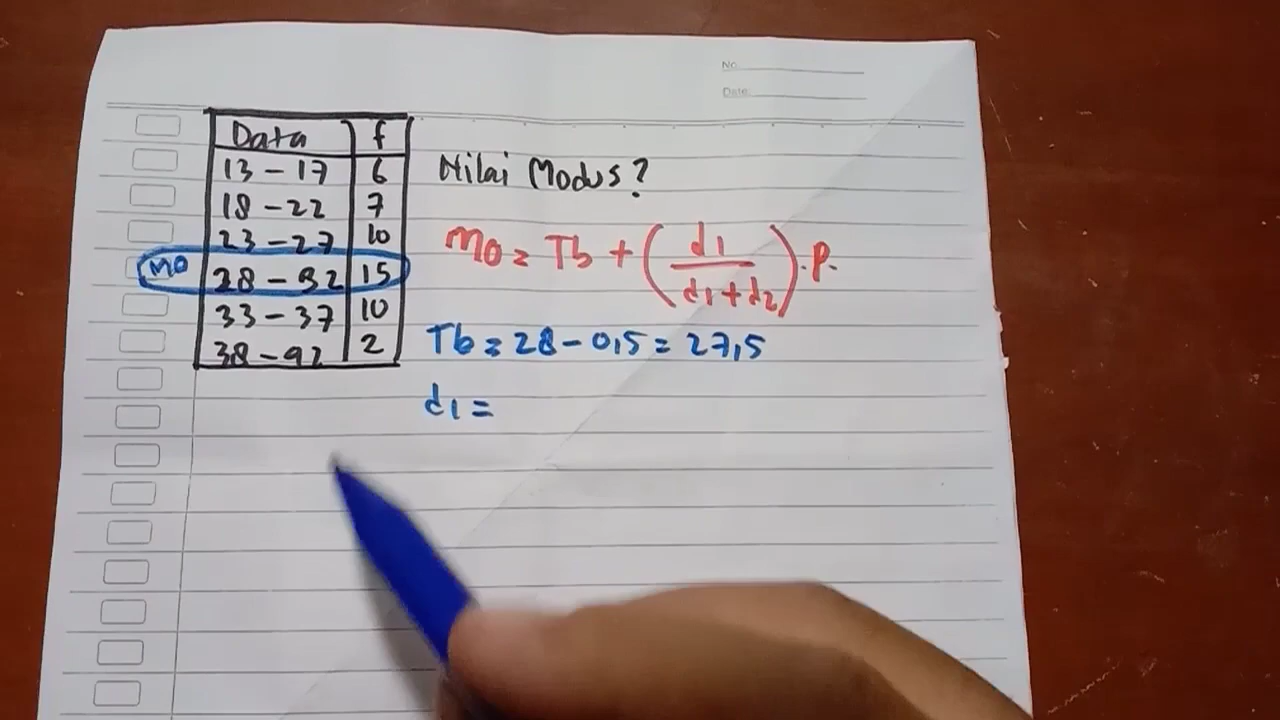 No.
Date:
Data f
13 - 17 6
18 - 22 7
23 - 27 10
Mo 28 - 32 15
33 - 37 10
38 - 42 2
Nilai Modus?
Mo = Tb + (d1 / d1 + d2) . P.
Tb = 28 - 0,5 = 27,5
d1 =